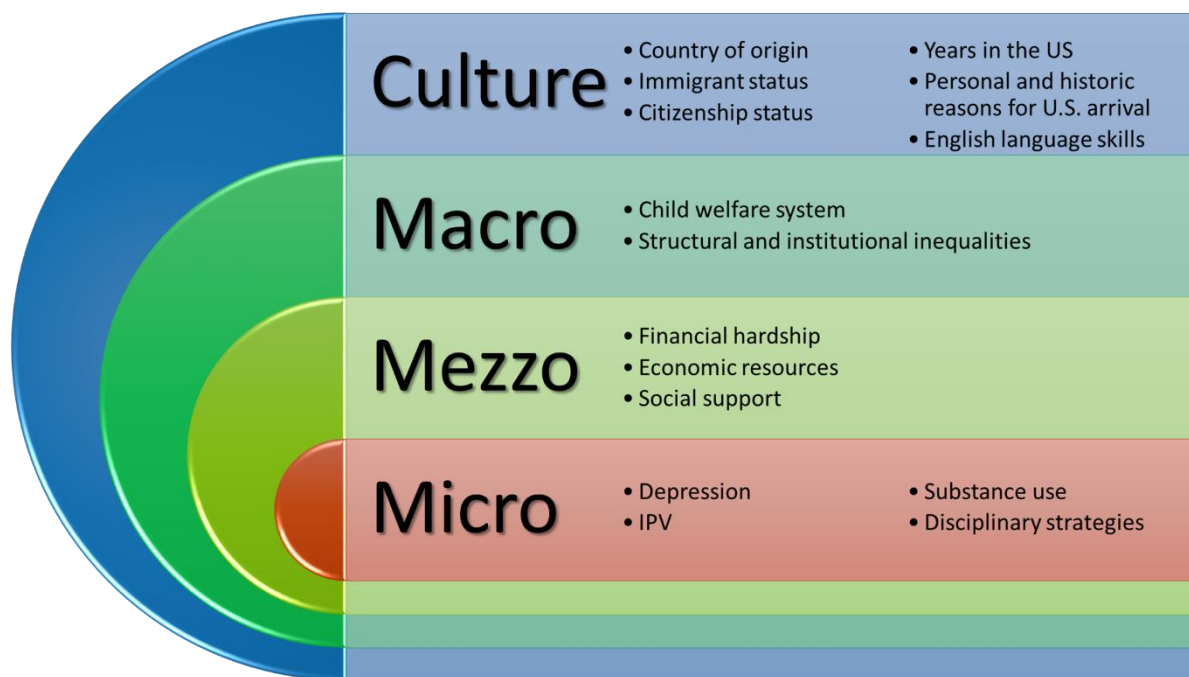 Culture
• Country of origin
• Immigrant status
• Citizenship status
• Years in the US
• Personal and historic
reasons for U.S. arrival
• English language skills
Macro
• Child welfare system
• Structural and institutional inequalities
Mezzo
• Financial hardship
• Economic resources
• Social support
Micro
• Depression
• IPV
• Substance use
• Disciplinary strategies